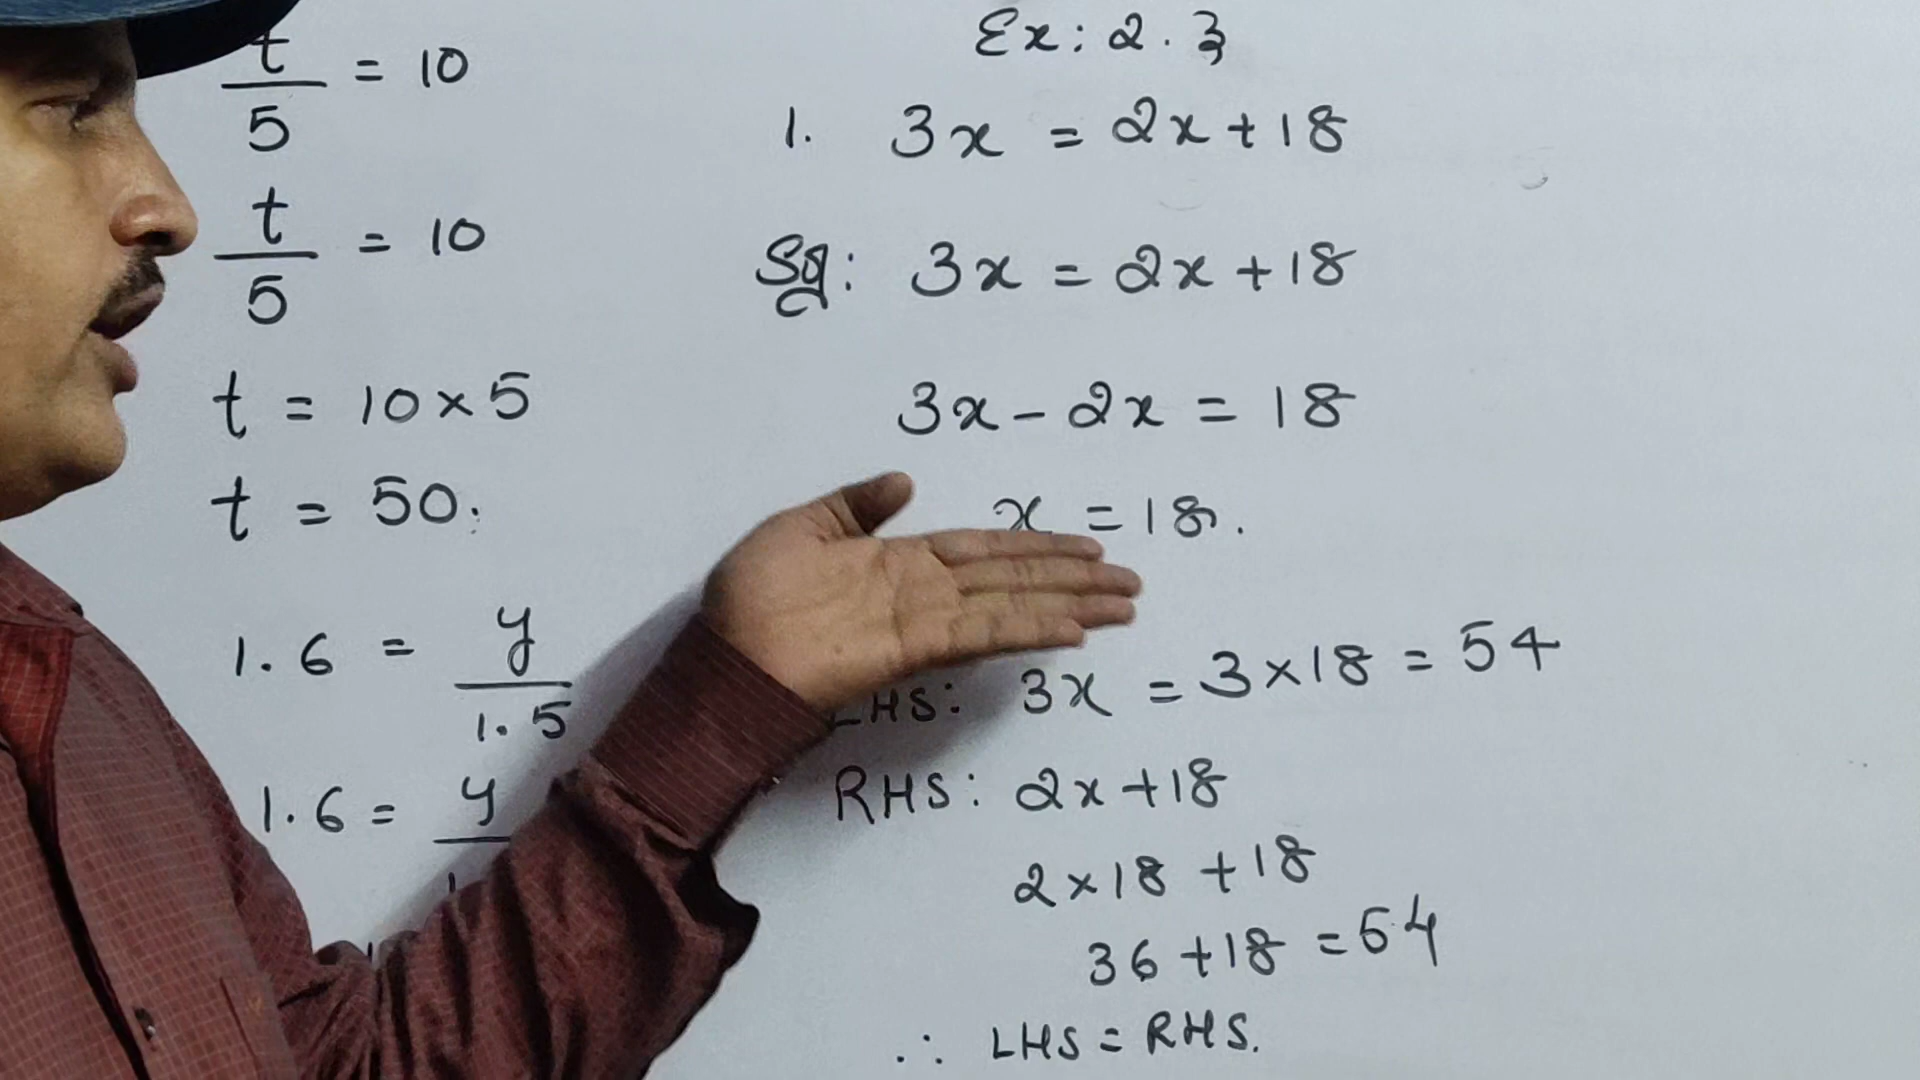 t/5 = 10
t/5 = 10
t = 10 × 5
t = 50.
1.6 = y/1.5
1.6 = y
Ex: 2.3
1. 3x = 2x + 18
3x = 2x + 18
3x - 2x = 18
x = 18.
LHS: 3x = 3 × 18 = 54
RHS: 2x + 18
2 × 18 + 18
36 + 18 = 54
∴ LHS = RHS.